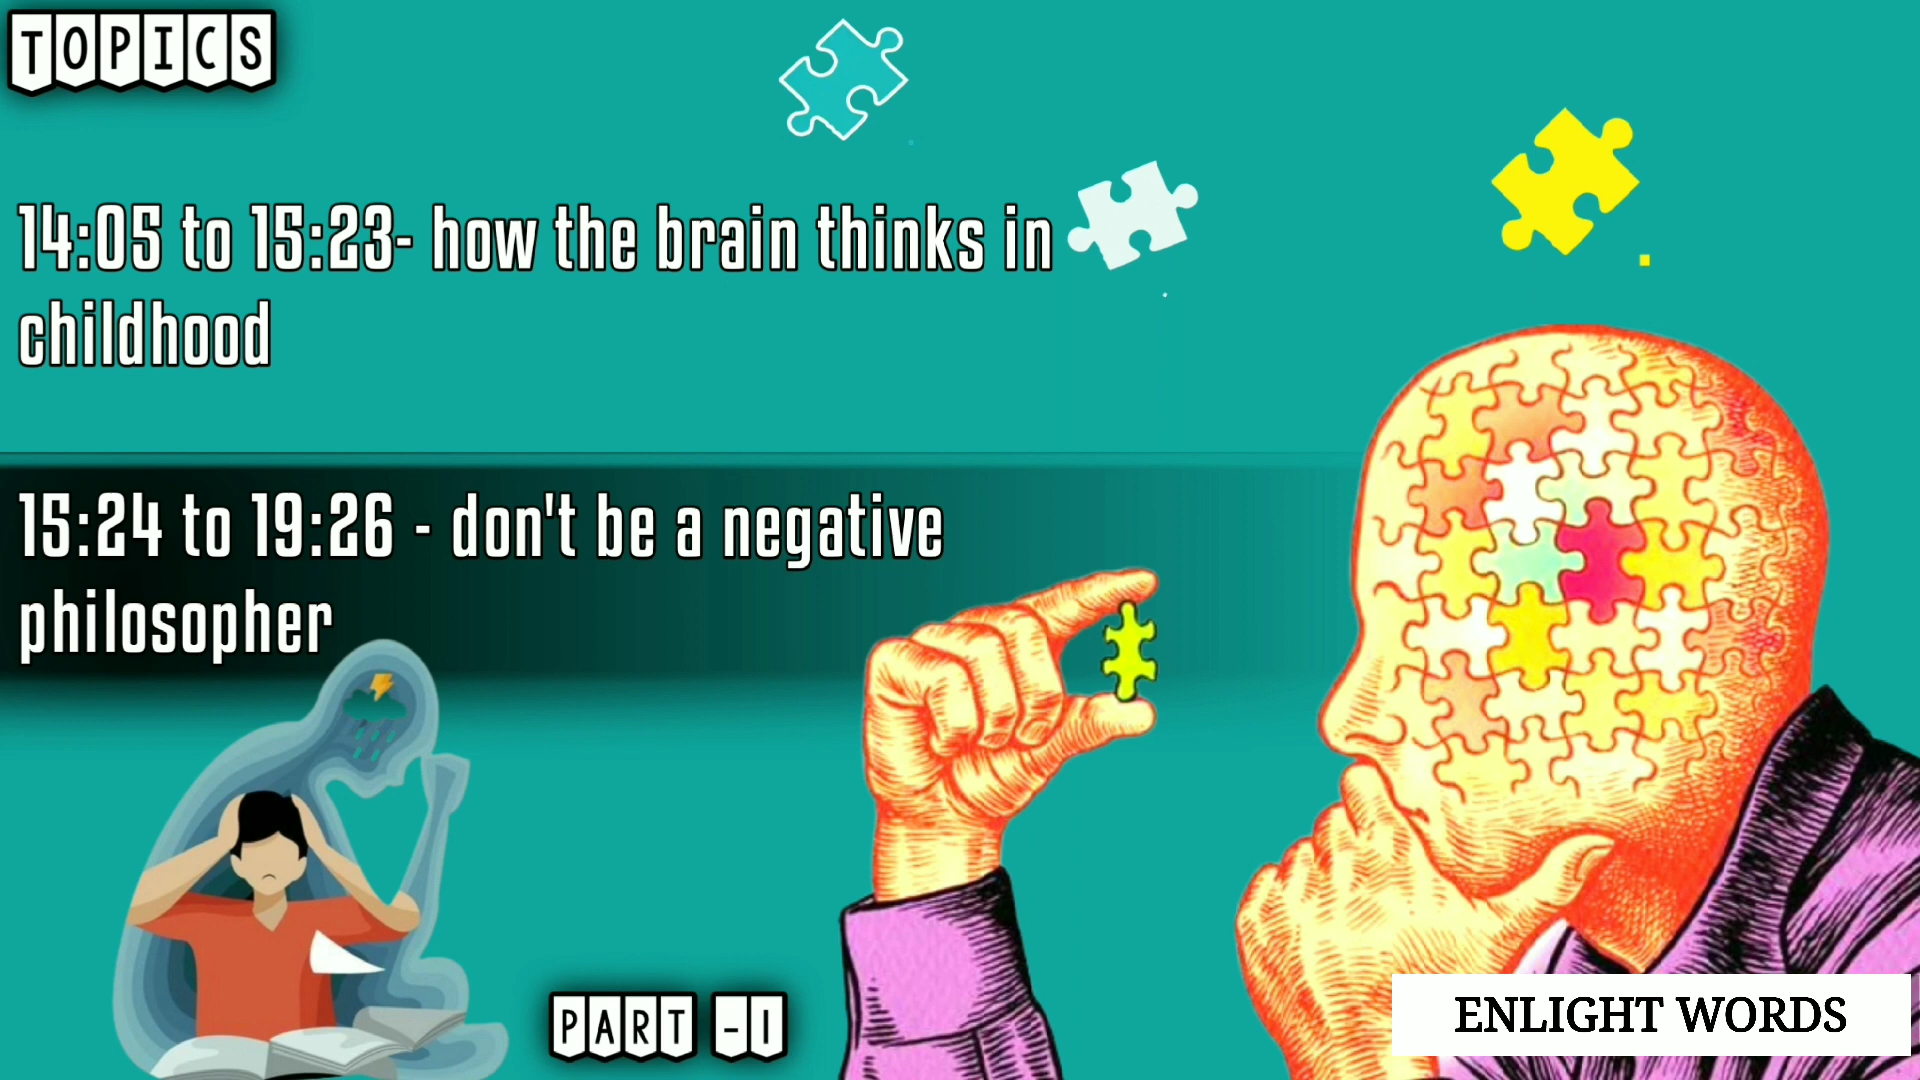 TOPICS
14:05 to 15:23- how the brain thinks in
childhood
15:24 to 19:26 - don't be a negative
philosopher
PART -1
ENLIGHT WORDS